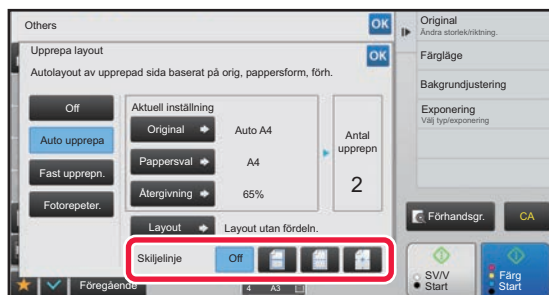 Others
OK
Upprepa layout
OK
Autolayout av upprepad sida baserat på orig, pappersform, förh.
Off
Auto upprepa
Fast upprepn.
Fotorepeter.
Aktuell inställning
Original
Auto A4
Pappersval
A4
Återgivning
65%
Antal
upprepn
2
Layout
Layout utan fördeln.
Skiljelinje
Off
Föregående
4 A3
Original
Ändra storlek/riktning.
Färgläge
Bakgrundjustering
Exponering
Välj typ/exponering
Förhandsgr.
CA
SV/V
Start
Färg
Start